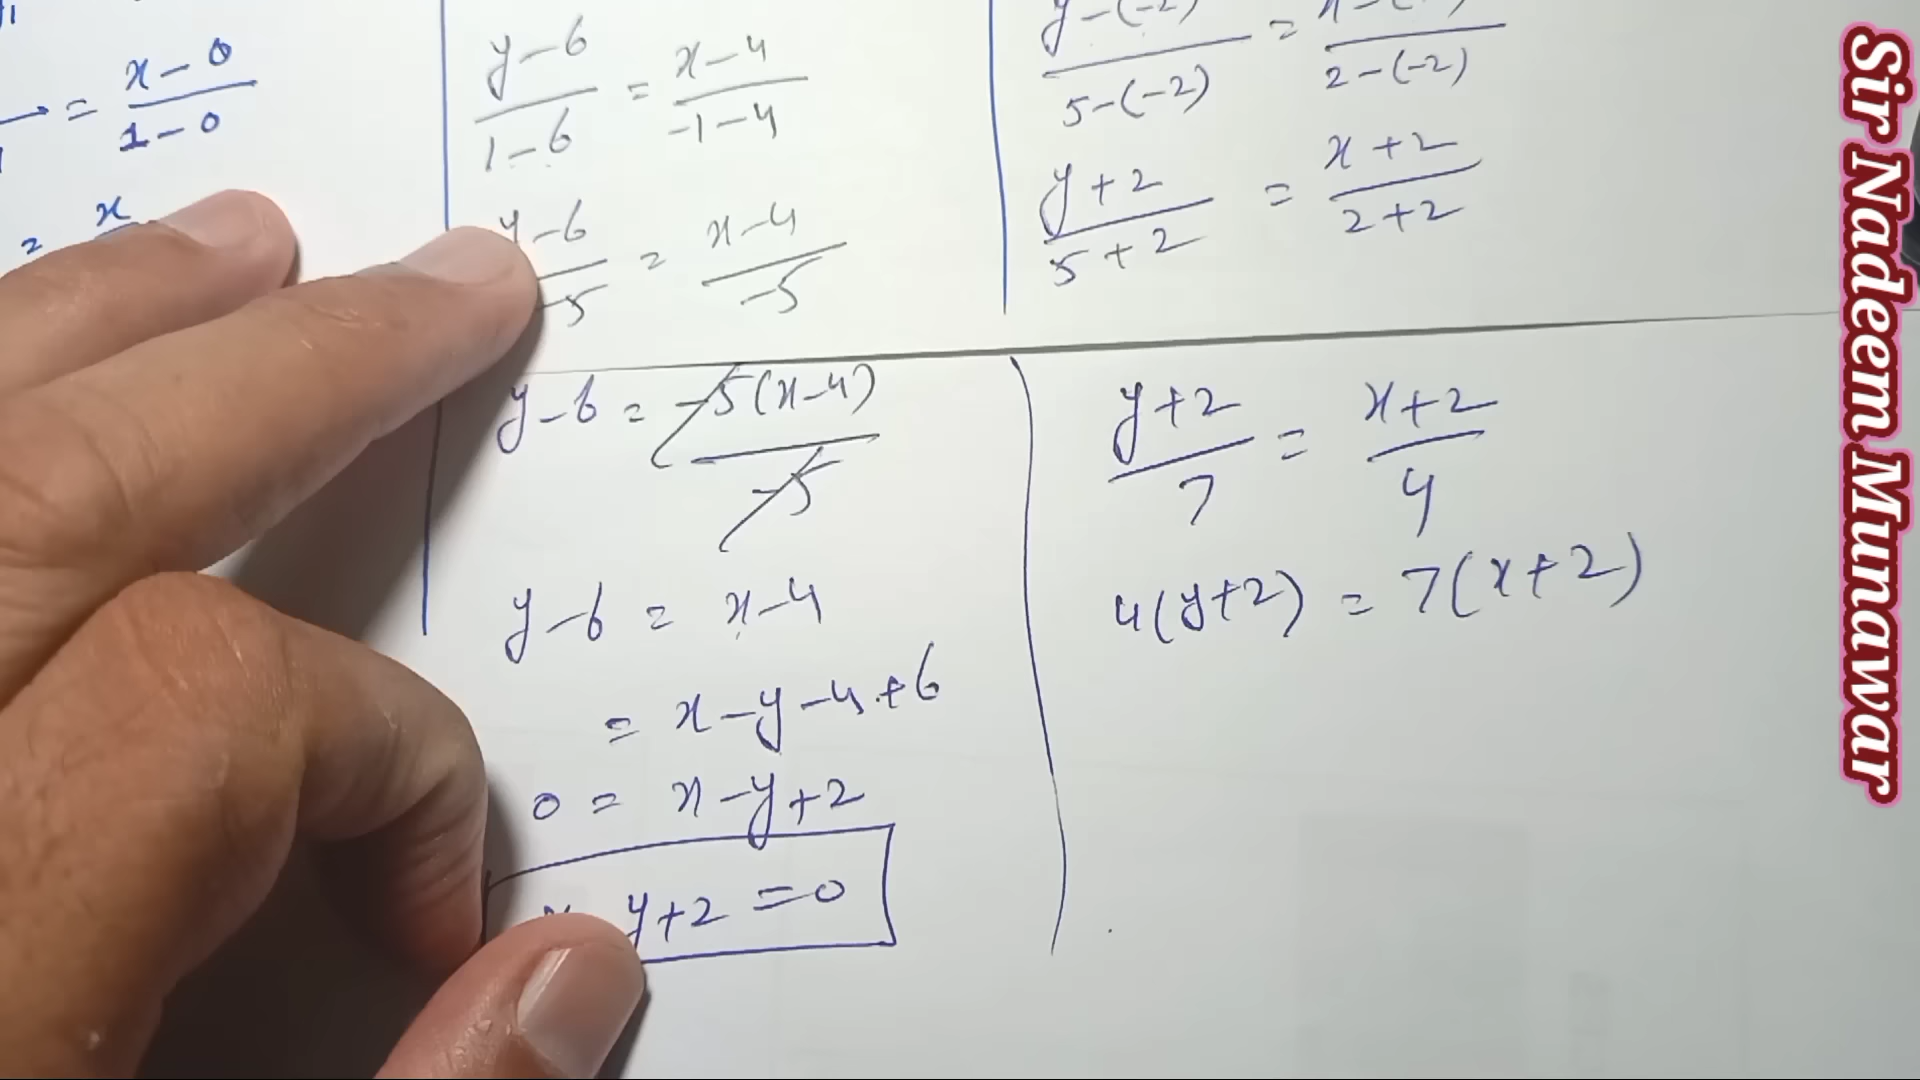 = x-0/1-0
= x
y-6/1-6 = x-4/-1-4
y-6/-5 = x-4/-5
y-6 = -5(x-4)/-5
y-6 = x-4
= x-y-4+6
0 = x-y+2
y+2 =0
y-(-2)/5-(-2) = x-(/2-(-2)
y+2/5+2 = x+2/2+2
y+2/7 = x+2/4
4(y+2) = 7(x+2)
Sir Nadeem Munawar